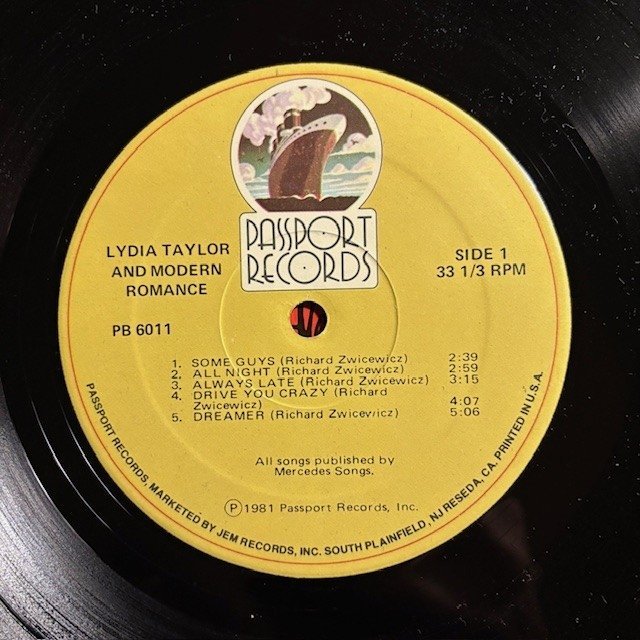 PASSPORT
RECORDS
LYDIA TAYLOR
AND MODERN
ROMANCE
PB 6011
SIDE 1
33 1/3 RPM
1. SOME GUYS (Richard Zwicewicz) 2:39
2. ALL NIGHT (Richard Zwicewicz) 2:59
3. ALWAYS LATE (Richard Zwicewicz) 3:15
4. DRIVE YOU CRAZY (Richard
Zwicewicz) 4:07
5. DREAMER (Richard Zwicewicz) 5:06
All songs published by
Mercedes Songs.
Ⓟ1981 Passport Records, Inc.
PASSPORT RECORDS, MARKETED BY JEM RECORDS, INC. SOUTH PLAINFIELD, NJ RESEDA, CA. PRINTED IN U.S.A.